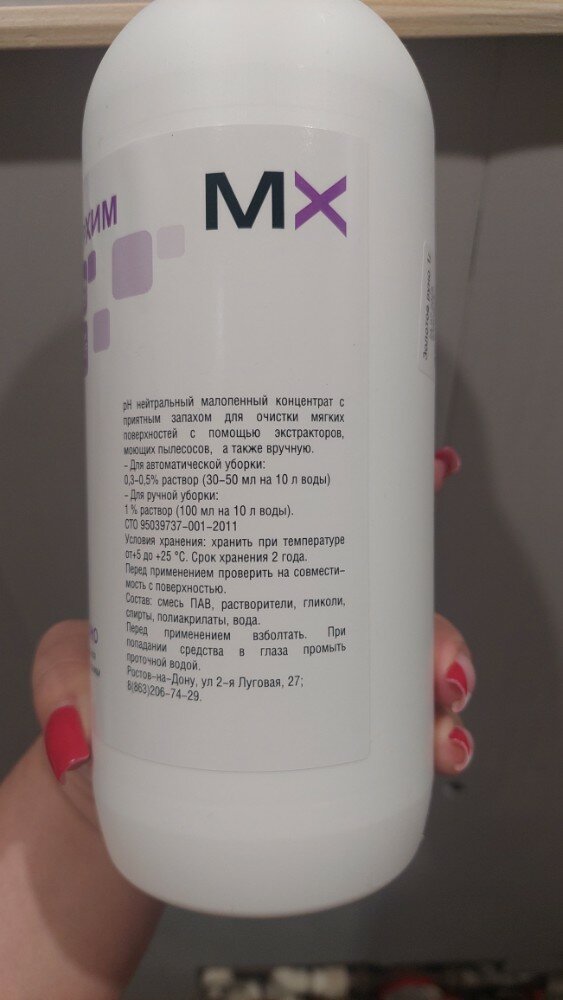 MX
ХИМ
pH нейтральный малопенный концентрат с
приятным запахом для очистки мягких
поверхностей с помощью экстракторов,
моющих пылесосов, а также вручную.
- Для автоматической уборки:
0,3-0,5% раствор (30-50 мл на 10 л воды)
- Для ручной уборки:
1% раствор (100 мл на 10 л воды).
СТО 95039737-001-2011
Условия хранения: хранить при температуре
от+5 до +25 °С. Срок хранения 2 года.
Перед применением проверить на совмести-
мость с поверхностью.
Состав: смесь ПАВ, растворители, гликоли,
спирты, полиакрилаты, вода.
Перед применением взболтать. При
попадании средства в глаза промыть
проточной водой.
Ростов-на-Дону, ул 2-я Луговая, 27;
8(863)206-74-29.
Золотое руно